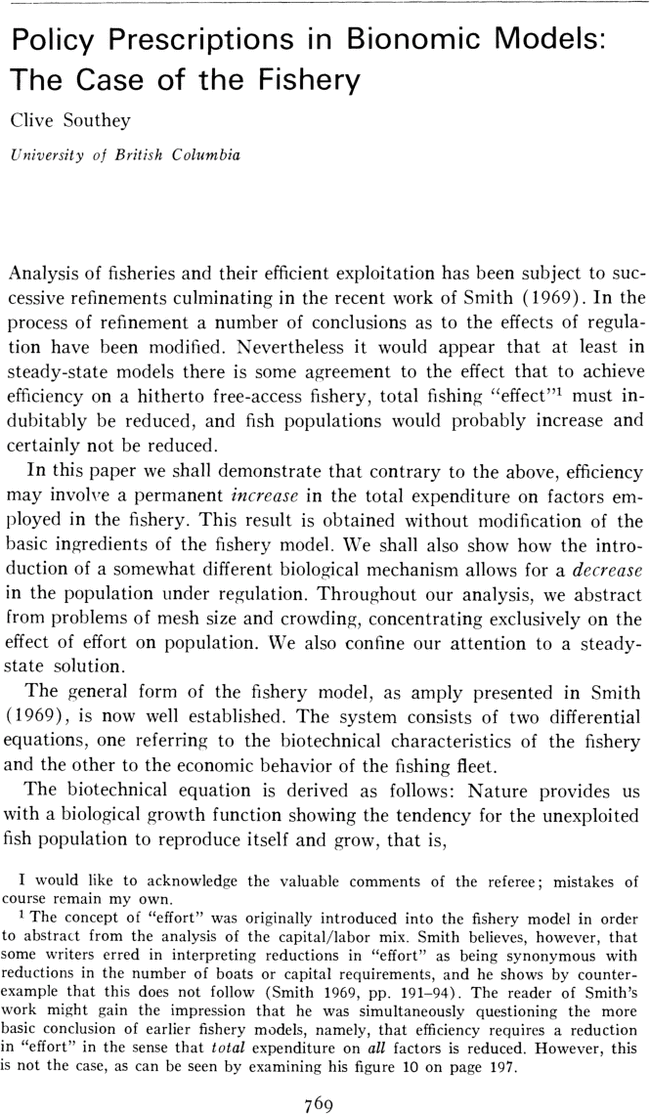 Policy Prescriptions in Bionomic Models:
The Case of the Fishery
Clive Southey
University of British Columbia
Analysis of fisheries and their efficient exploitation has been subject to suc-
cessive refinements culminating in the recent work of Smith (1969). In the
process of refinement a number of conclusions as to the effects of regula-
tion have been modified. Nevertheless it would appear that at least in
steady-state models there is some agreement to the effect that to achieve
efficiency on a hitherto free-access fishery, total fishing "effect"¹ must in-
dubitably be reduced, and fish populations would probably increase and
certainly not be reduced.
In this paper we shall demonstrate that contrary to the above, efficiency
may involve a permanent increase in the total expenditure on factors em-
ployed in the fishery. This result is obtained without modification of the
basic ingredients of the fishery model. We shall also show how the intro-
duction of a somewhat different biological mechanism allows for a decrease
in the population under regulation. Throughout our analysis, we abstract
from problems of mesh size and crowding, concentrating exclusively on the
effect of effort on population. We also confine our attention to a steady-
state solution.
The general form of the fishery model, as amply presented in Smith
(1969), is now well established. The system consists of two differential
equations, one referring to the biotechnical characteristics of the fishery
and the other to the economic behavior of the fishing fleet.
The biotechnical equation is derived as follows: Nature provides us
with a biological growth function showing the tendency for the unexploited
fish population to reproduce itself and grow, that is,
I would like to acknowledge the valuable comments of the referee; mistakes of
course remain my own.
¹ The concept of "effort" was originally introduced into the fishery model in order
to abstract from the analysis of the capital/labor mix. Smith believes, however, that
some writers erred in interpreting reductions in "effort" as being synonymous with
reductions in the number of boats or capital requirements, and he shows by counter-
example that this does not follow (Smith 1969, pp. 191–94). The reader of Smith's
work might gain the impression that he was simultaneously questioning the more
basic conclusion of earlier fishery models, namely, that efficiency requires a reduction
in "effort" in the sense that total expenditure on all factors is reduced. However, this
is not the case, as can be seen by examining his figure 10 on page 197.
769